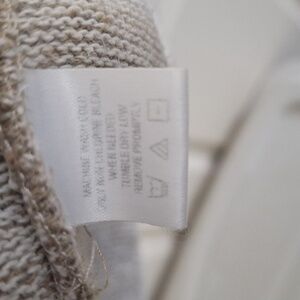 MACHINE WASH COLD
ONLY NON-CHLORINE BLEACH
WHEN NEEDED
TUMBLE DRY LOW
REMOVE PROMPTLY